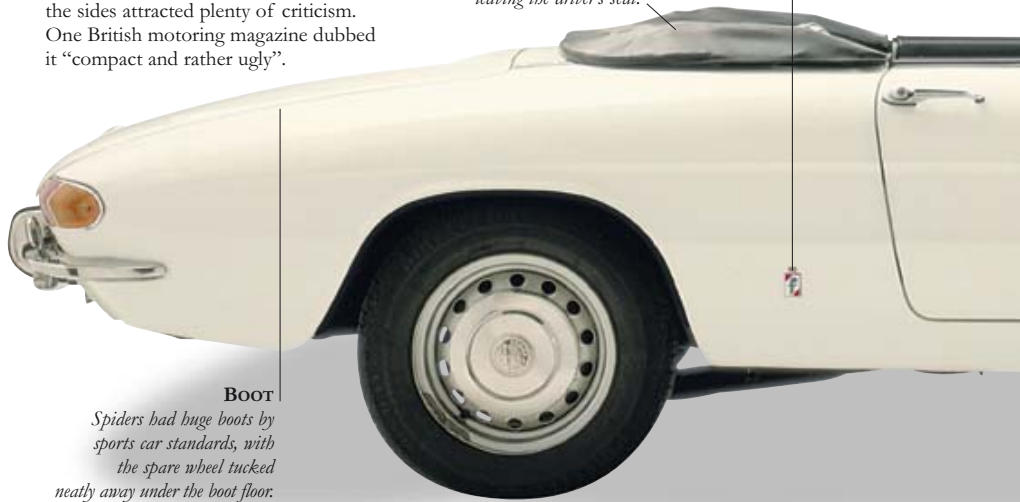 the sides attracted plenty of criticism.
One British motoring magazine dubbed
it “compact and rather ugly”.
leaving the driver’s seat.
BOOT
Spiders had huge boots by
sports car standards, with
the spare wheel tucked
neatly away under the boot floor.